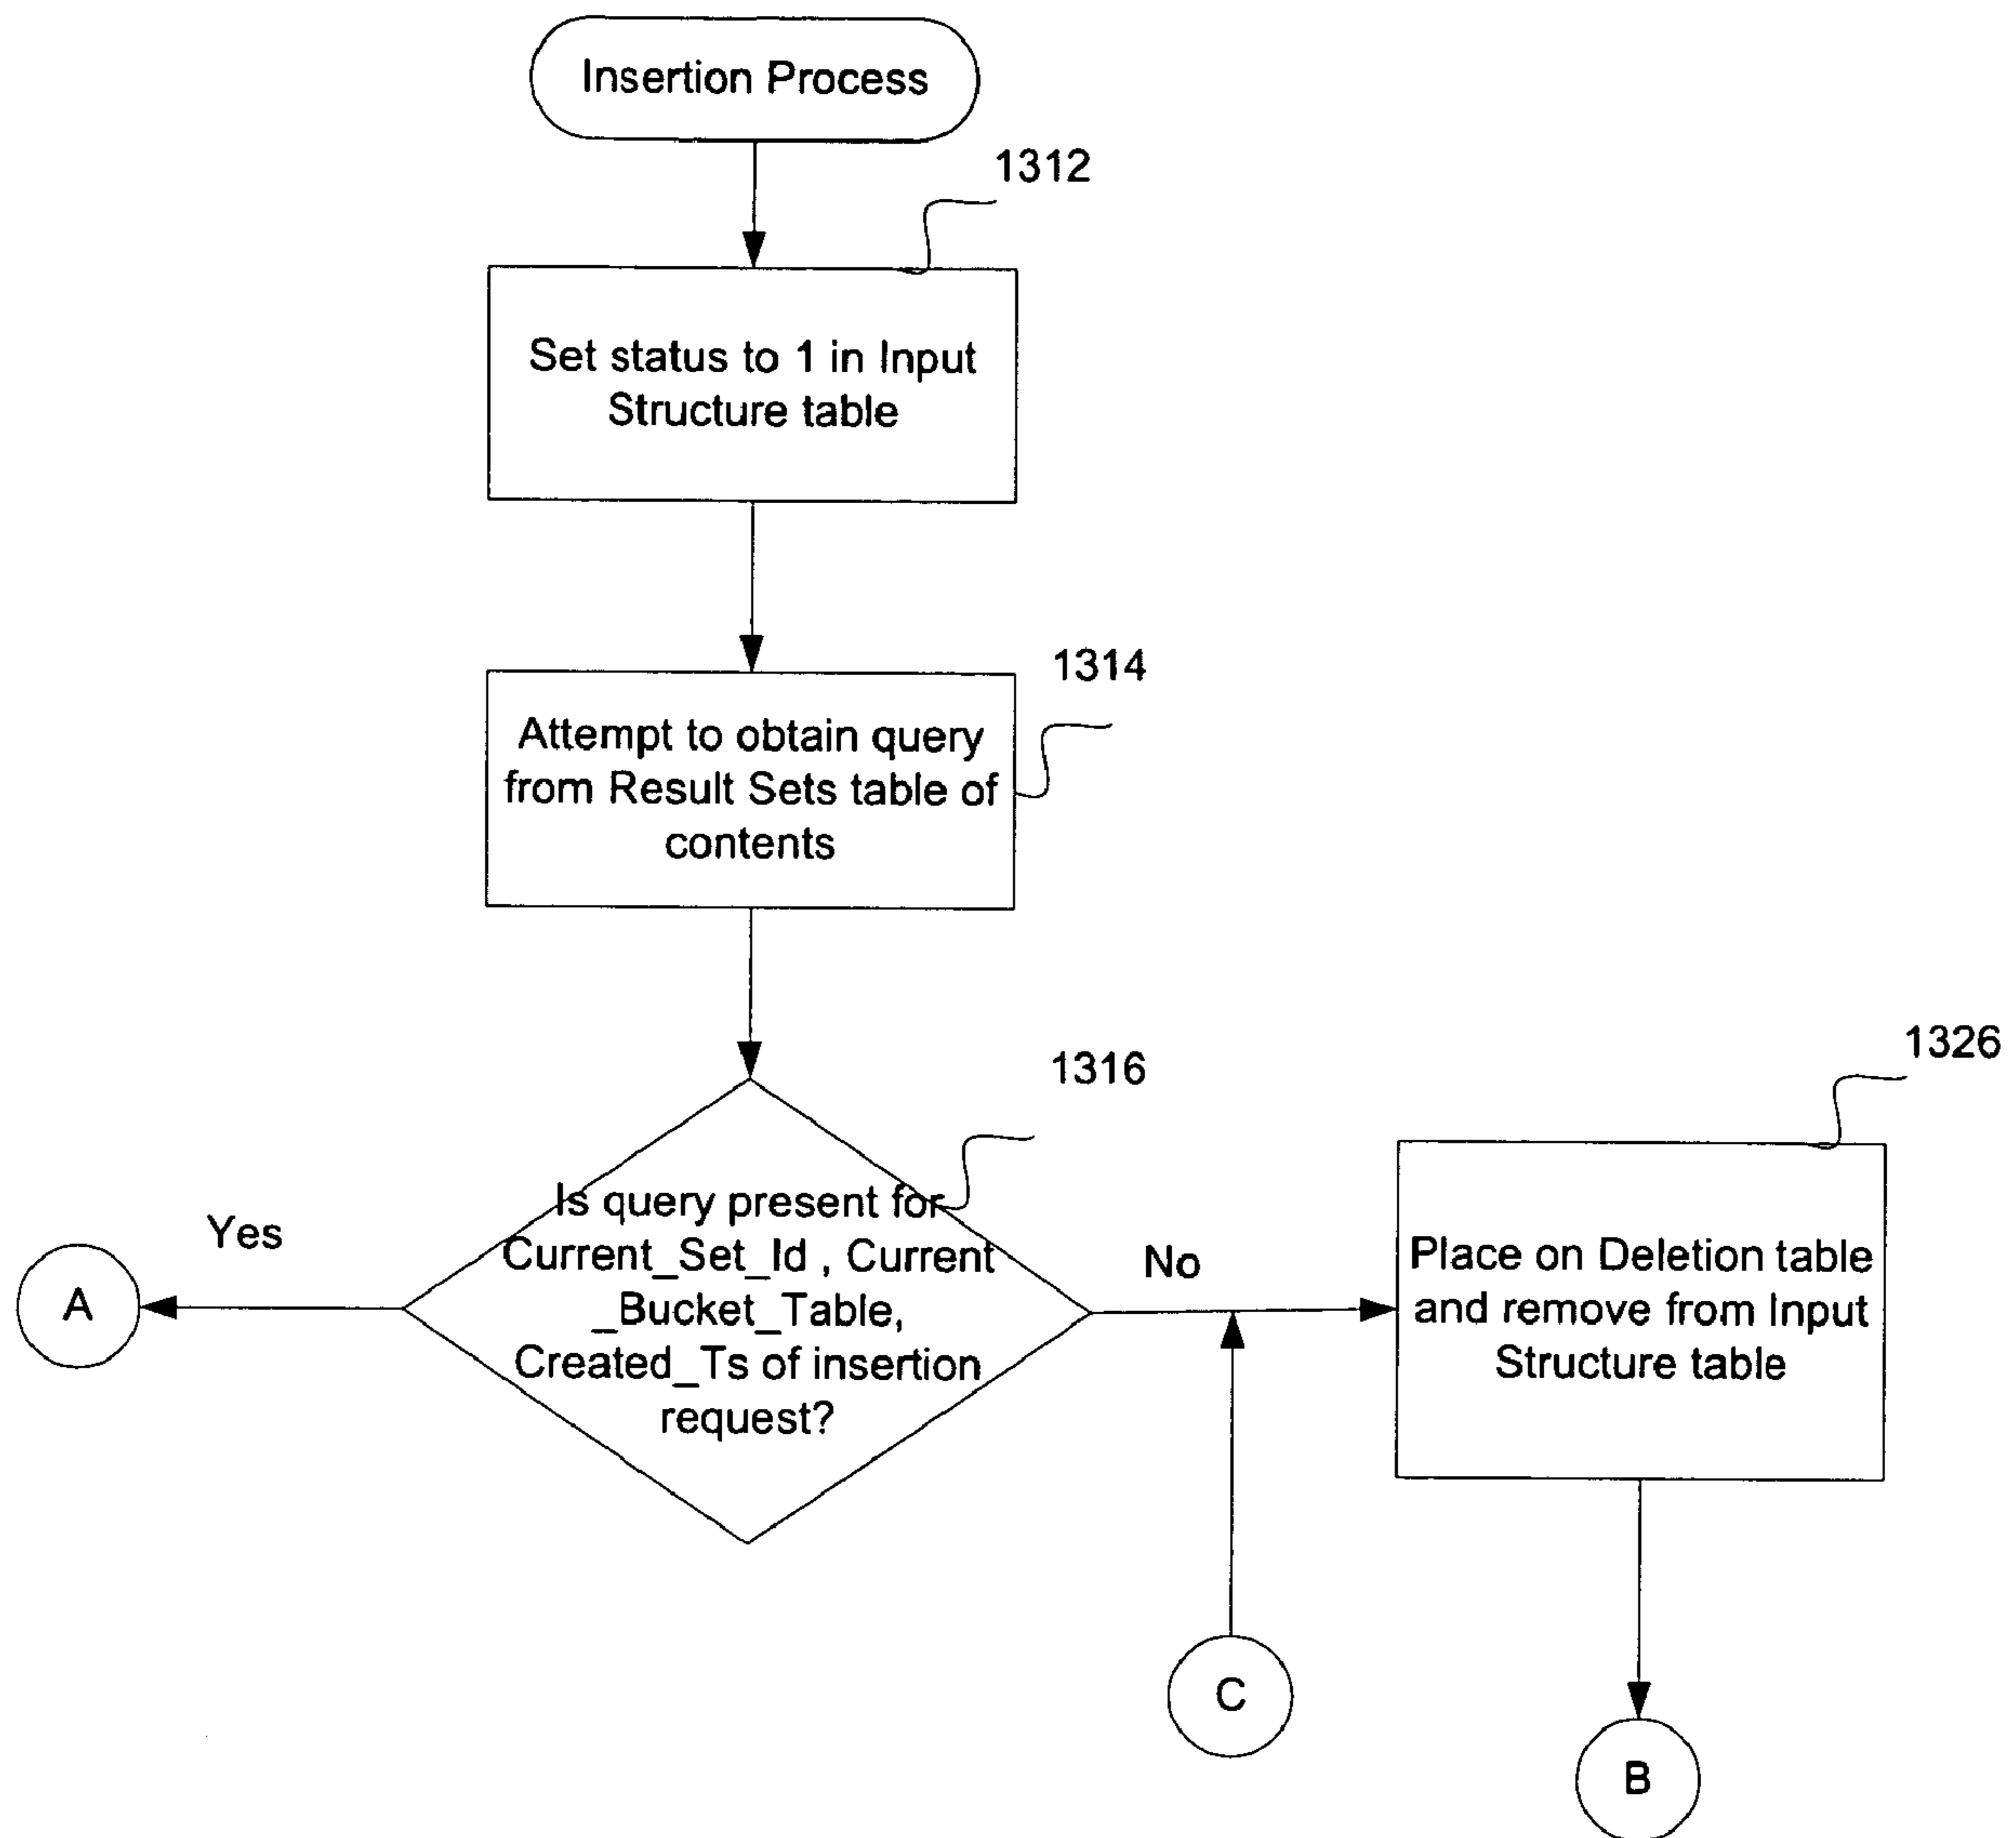 Insertion Process
1312
Set status to 1 in Input
Structure table
1314
Attempt to obtain query
from Result Sets table of
contents
1316
Is query present for
Current_Set_Id , Current
_Bucket_Table,
Created_Ts of insertion
request?
Yes
A
No
1326
Place on Deletion table
and remove from Input
Structure table
C
B